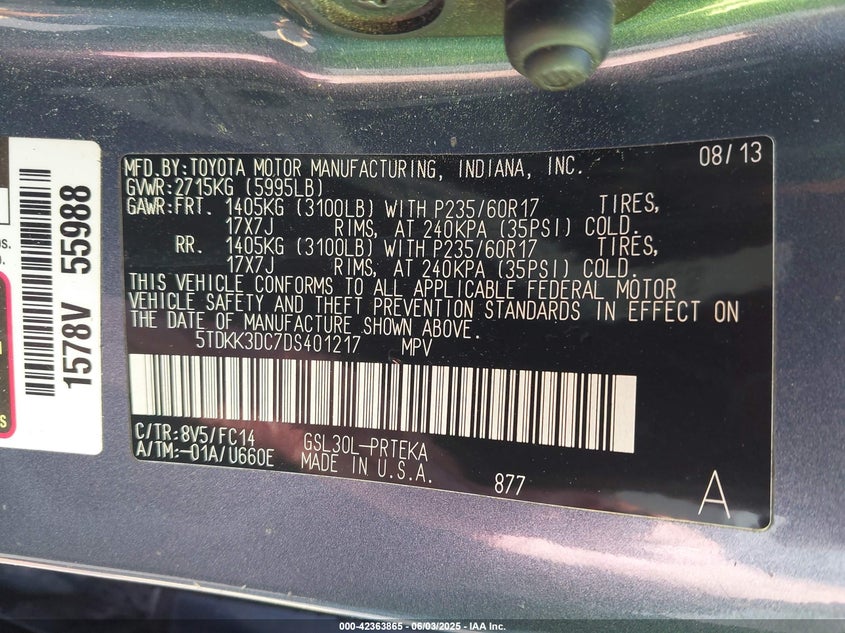 MFD.BY:TOYOTA MOTOR MANUFACTURING, INDIANA, INC. 08/13
GVWR:2715KG (5995LB)
GAWR:FRT. 1405KG (3100LB) WITH P235/60R17 TIRES,
17X7J RIMS, AT 240KPA (35PSI) COLD.
RR. 1405KG (3100LB) WITH P235/60R17 TIRES,
17X7J RIMS, AT 240KPA (35PSI) COLD.
THIS VEHICLE CONFORMS TO ALL APPLICABLE FEDERAL MOTOR
VEHICLE SAFETY AND THEFT PREVENTION STANDARDS IN EFFECT ON
THE DATE OF MANUFACTURE SHOWN ABOVE.
5TDKK3DC7DS401217 MPV
C/TR:8V5/FC14 GSL30L-PRTEKA
A/TM:-01A/U660E MADE IN U.S.A.
877
A
1578V 55988
000-42363865 - 06/03/2025 - IAA Inc.